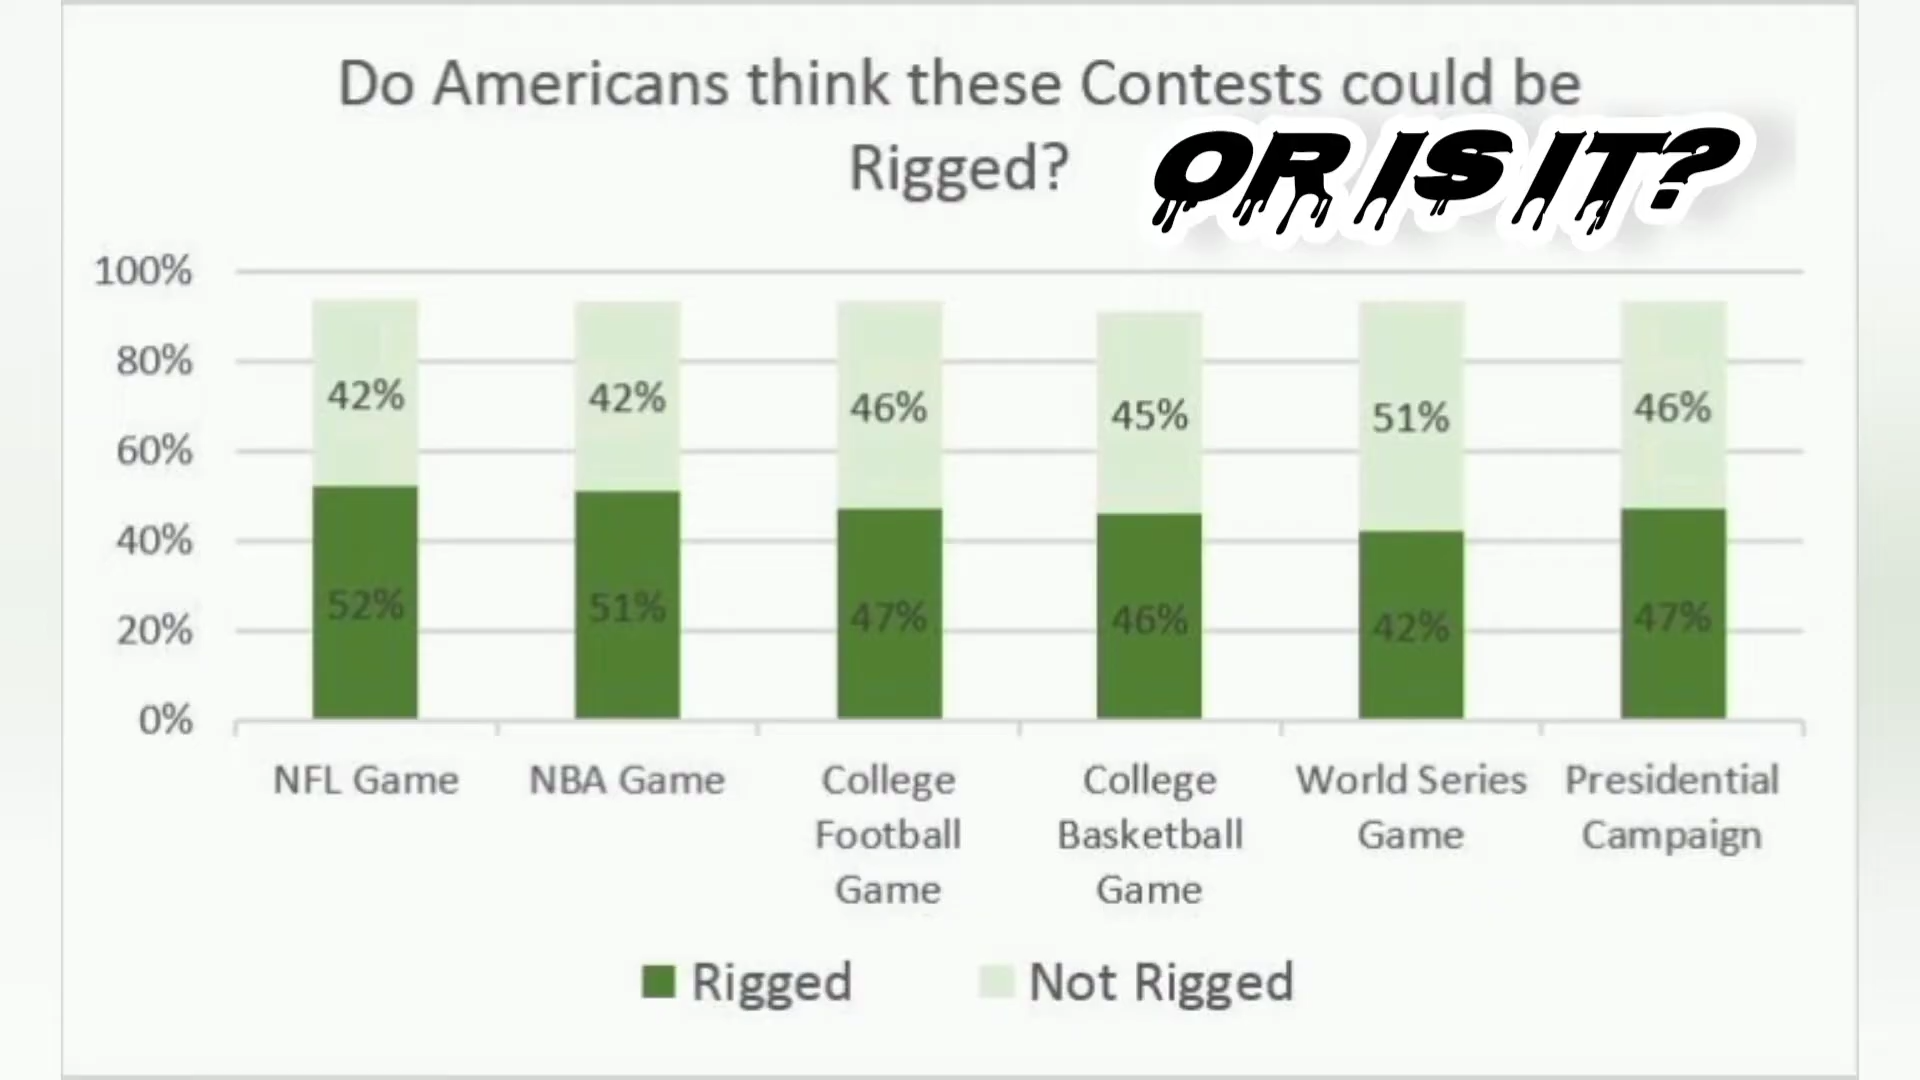 Do Americans think these Contests could be
Rigged?
OR IS IT?
100%
80%
60%
40%
20%
0%
42%
42%
46%
45%
51%
46%
52%
51%
47%
46%
42%
47%
NFL Game
NBA Game
College
Football
Game
College
Basketball
Game
World Series
Game
Presidential
Campaign
Rigged
Not Rigged